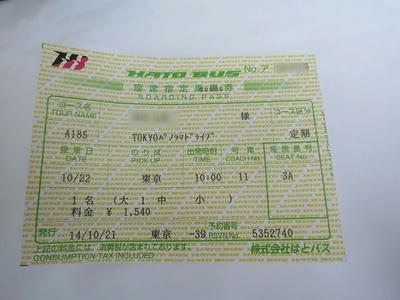 HATO BUS No.ア
座席指定乗車券
BOARDING PASS
コース名 様 コース区分
TOUR NAME
A185 TOKYOパノラマドライブ 定期
乗車日 のりば 出発時刻 号車 座席番号
DATE PICK-UP TIME COACH No SEAT No.
10/22 東京 10:00 11 3A
1名(大1中 小 )
料金 ¥ 1,540
発行 14/10/21 東京 -39 予約番号 RSVN.No. 5352740
上記の料金には、消費税が含まれております。 株式会社はとバス
CONSUMPTION TAX INCLUDED